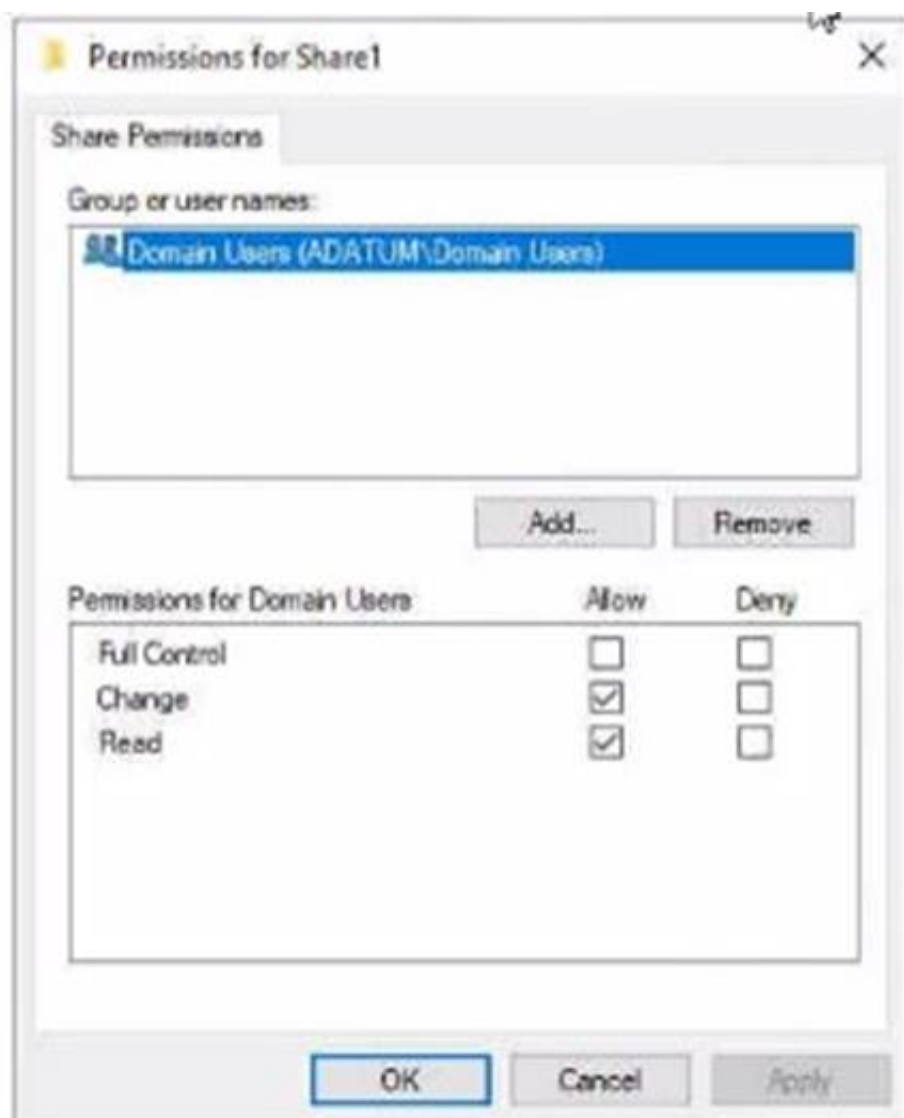 Permissions for Share1
Share Permissions
Group or user names:
Domain Users (ADATUM\Domain Users)
Add... Remove
Permissions for Domain Users Allow Deny
Full Control
Change
Read
OK Cancel Apply